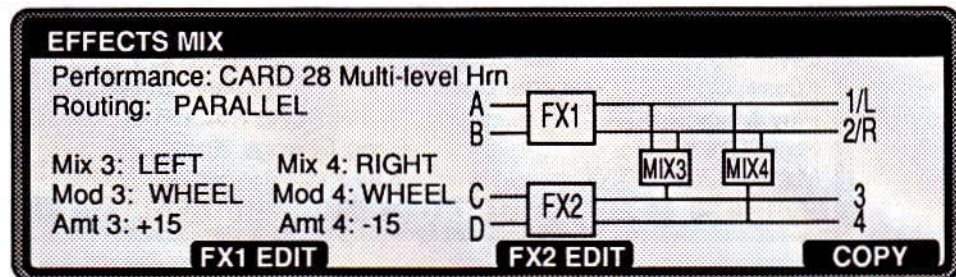 EFFECTS MIX
Performance: CARD 28 Multi-level Hrn
Routing: PARALLEL
A
B
FX1
1/L
2/R
Mix 3: LEFT Mix 4: RIGHT
MIX3 MIX4
Mod 3: WHEEL Mod 4: WHEEL
C
D
FX2
3
4
Amt 3: +15 Amt 4: -15
FX1 EDIT FX2 EDIT COPY